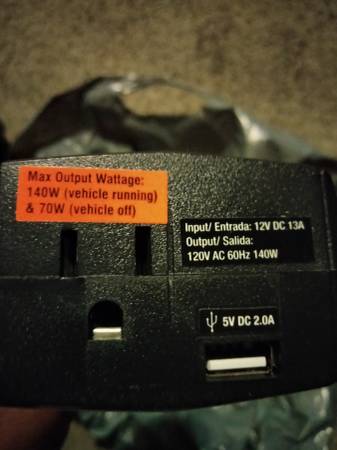 Max Output Wattage:
140W (vehicle running)
& 70W (vehicle off)
Input/ Entrada: 12V DC 13A
Output/ Salida:
120V AC 60Hz 140W
5V DC 2.0A